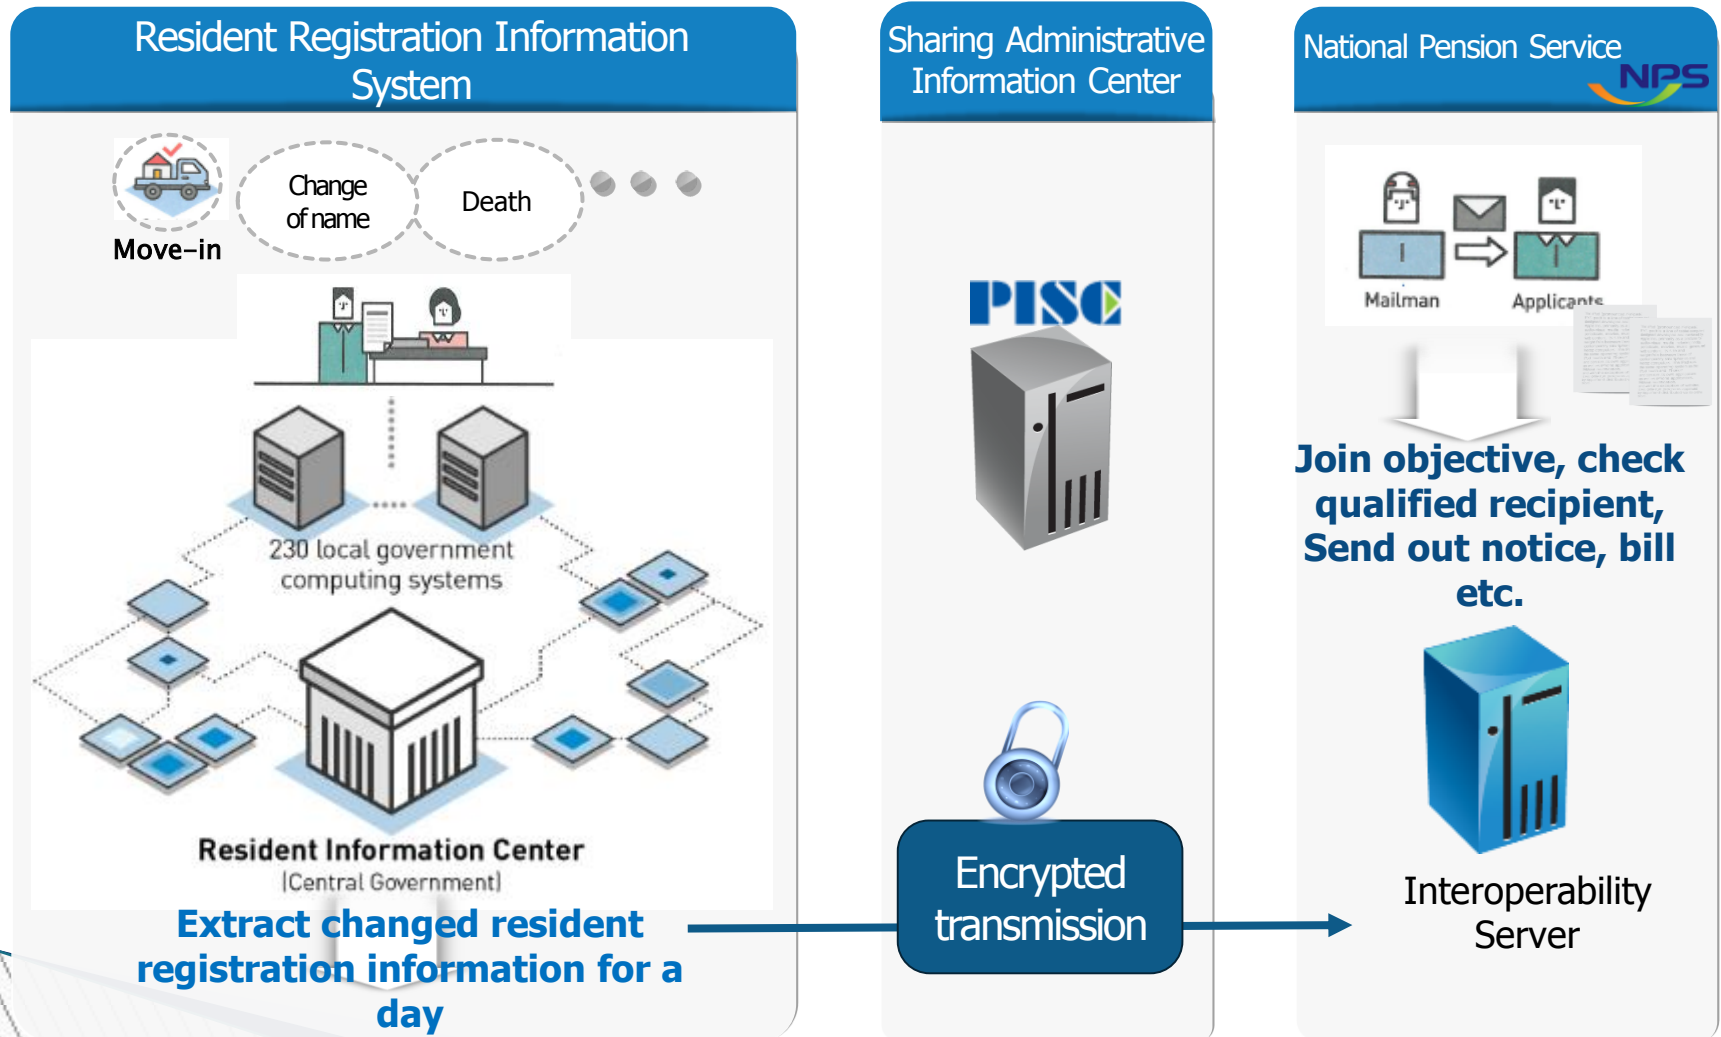 Resident Registration Information
System
Move-in
Change
of name
Death
230 local government
computing systems
Resident Information Center
(Central Government)
Extract changed resident
registration information for a
day
Sharing Administrative
Information Center
PISC
Encrypted
transmission
National Pension Service
NPS
Mailman
Applicants
Join objective, check
qualified recipient,
Send out notice, bill
etc.
Interoperability
Server